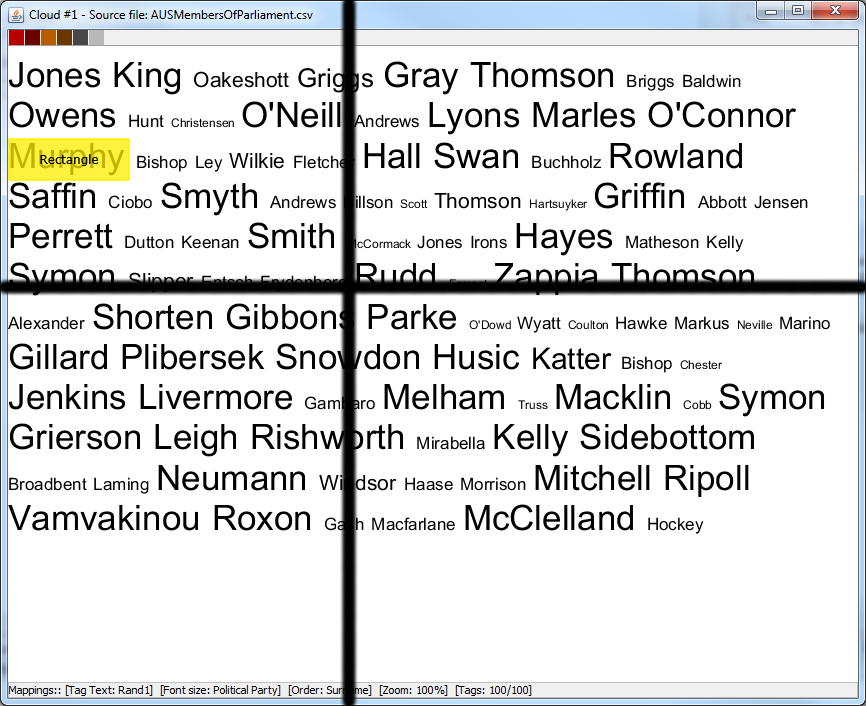 Cloud #1 - Source file: AUSMembersOfParliament.csv
Jones King Oakeshott Griggs Gray Thomson Briggs Baldwin
Owens Hunt Christensen O'Neill Andrews Lyons Marles O'Connor
Murphy Rectangle Bishop Ley Wilkie Fletcher Hall Swan Buchholz Rowland
Saffin Ciobo Smyth Andrews Scott Thomson Hartsuyker Griffin Abbott Jensen
Perrett Dutton Keenan Smith McCormack Jones Irons Hayes Matheson Kelly
Symon Slipper Entsch Frydenberg Rudd Zappia Thomson
Alexander Shorten Gibbons Parke O'Dowd Wyatt Coulton Hawke Markus Neville Marino
Gillard Plibersek Snowdon Husic Katter Bishop Chester
Jenkins Livermore Gambaro Melham Truss Macklin Cobb Symon
Grierson Leigh Rishworth Mirabella Kelly Sidebottom
Broadbent Laming Neumann Windsor Haase Morrison Mitchell Ripoll
Vamvakinou Roxon Gash Macfarlane McClelland Hockey
Mappings:: [Tag Text: Rand1] [Font size: Political Party] [Order: Surname] [Zoom: 100%] [Tags: 100/100]